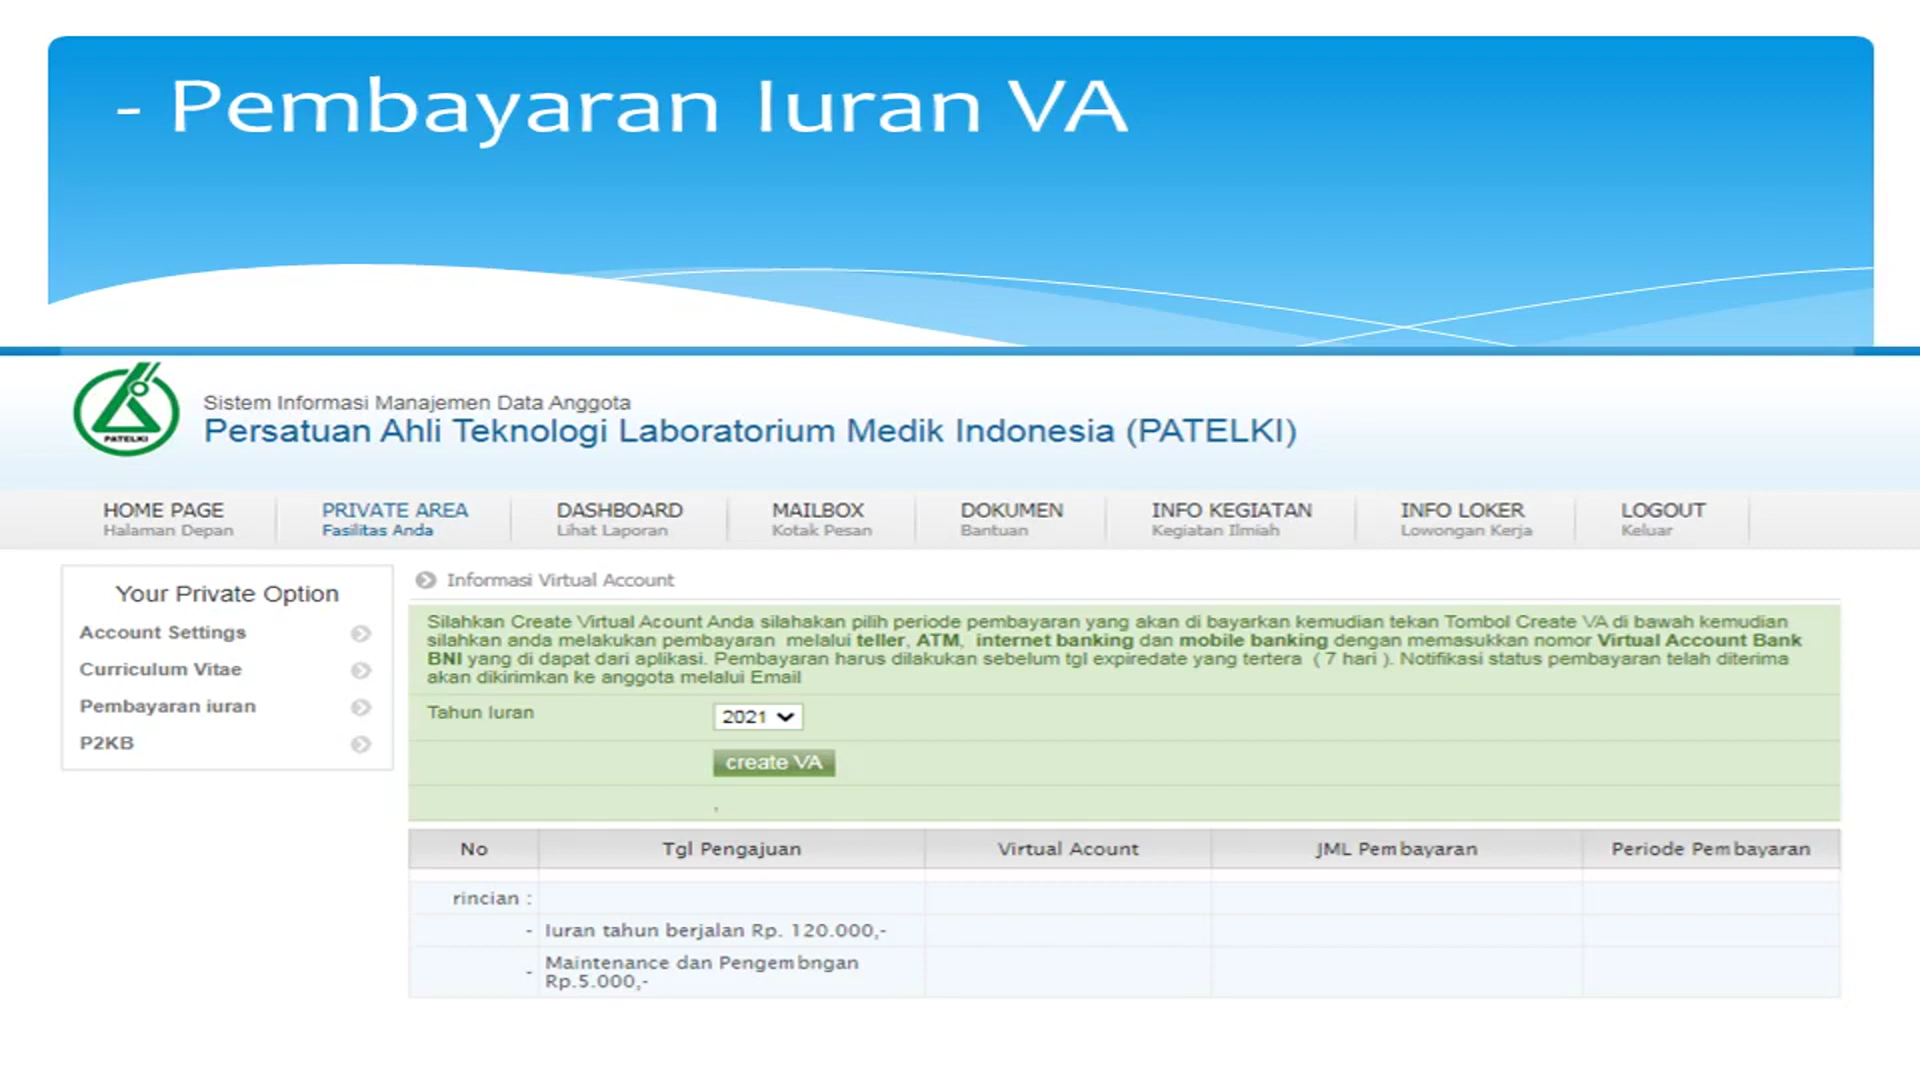 - Pembayaran Iuran VA
PATELKI
Sistem Informasi Manajemen Data Anggota
Persatuan Ahli Teknologi Laboratorium Medik Indonesia (PATELKI)
HOME PAGE PRIVATE AREA DASHBOARD MAILBOX DOKUMEN INFO KEGIATAN INFO LOKER LOGOUT
Halaman Depan Fasilitas Anda Lihat Laporan Kotak Pesan Bantuan Kegiatan Ilmiah Lowongan Kerja Keluar
Your Private Option
Account Settings
Curriculum Vitae
Pembayaran iuran
P2KB
Informasi Virtual Account
Silahkan Create Virtual Acount Anda silahakan pilih periode pembayaran yang akan di bayarkan kemudian tekan Tombol Create VA di bawah kemudian
silahkan anda melakukan pembayaran melalui teller, ATM, internet banking dan mobile banking dengan memasukkan nomor Virtual Account Bank
BNI yang di dapat dari aplikasi. Pembayaran harus dilakukan sebelum tgl expiredate yang tertera ( 7 hari ). Notifikasi status pembayaran telah diterima
akan dikirimkan ke anggota melalui Email
Tahun Iuran 2021
create VA
,
No Tgl Pengajuan Virtual Acount JML Pembayaran Periode Pembayaran
rincian :
- Iuran tahun berjalan Rp. 120.000,-
- Maintenance dan Pengembngan
Rp.5.000,-